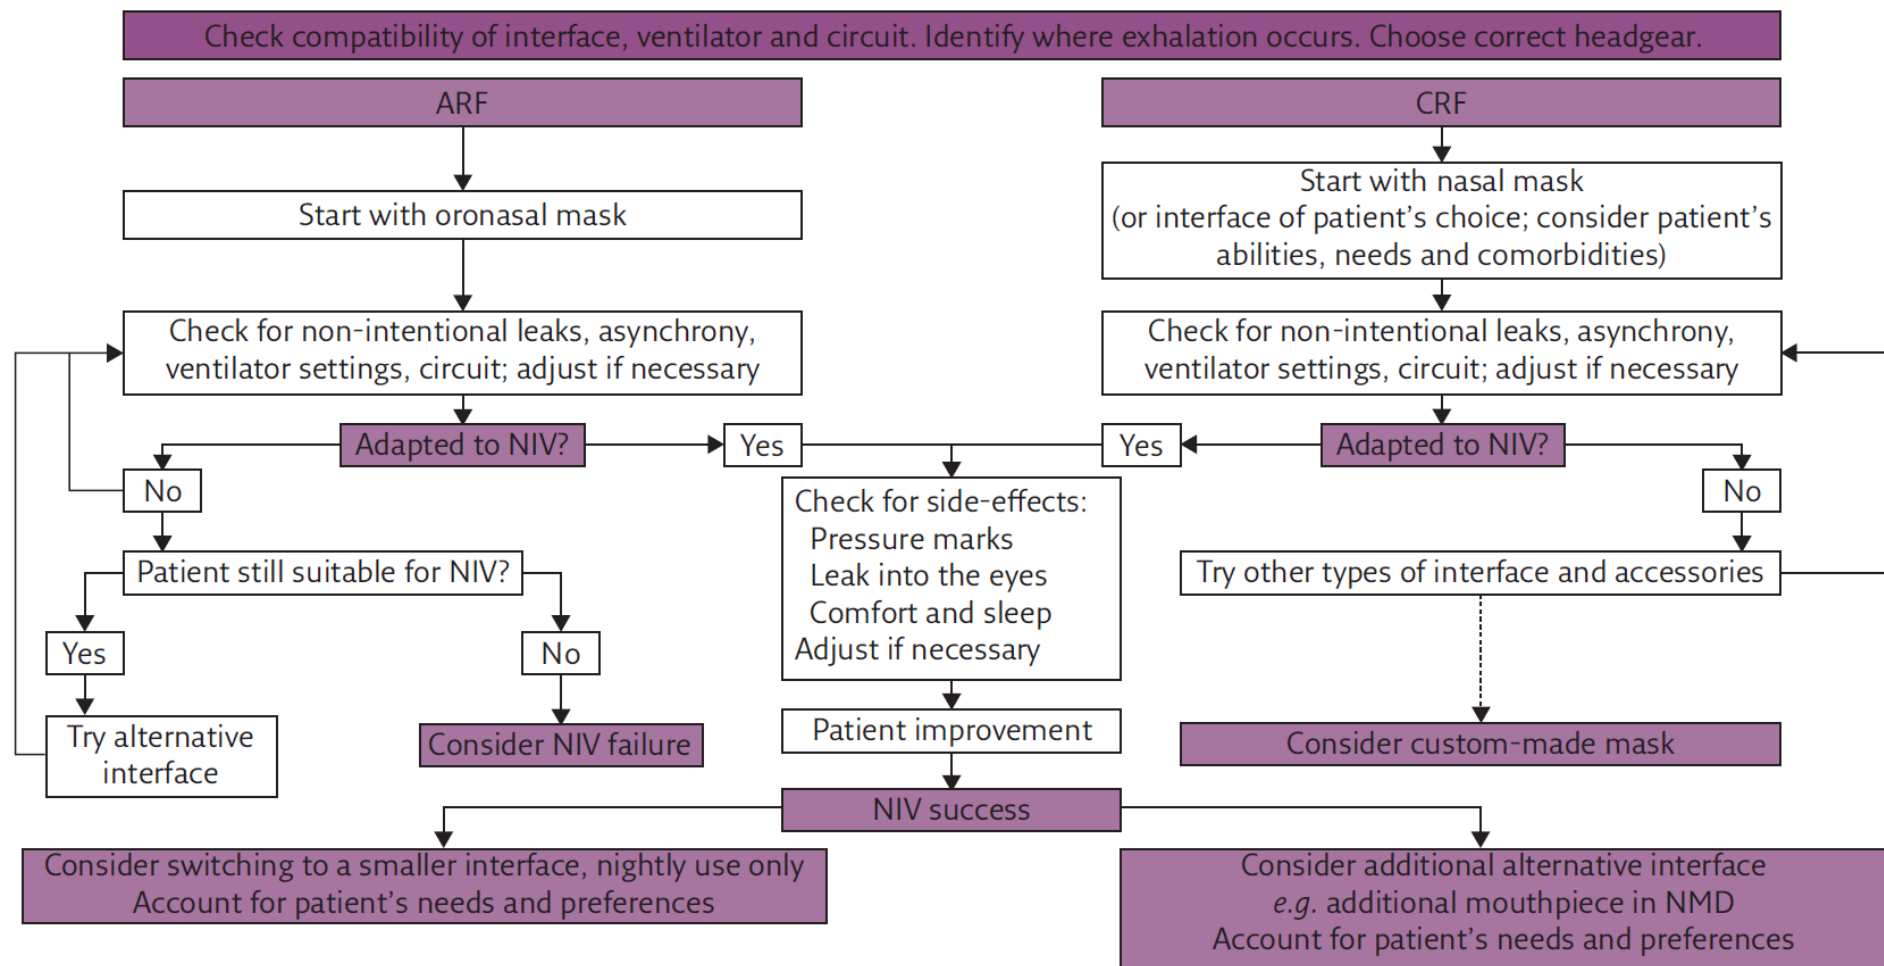 Check compatibility of interface, ventilator and circuit. Identify where exhalation occurs. Choose correct headgear.
ARF
CRF
Start with oronasal mask
Start with nasal mask
(or interface of patient's choice; consider patient's
abilities, needs and comorbidities)
Check for non-intentional leaks, asynchrony,
ventilator settings, circuit; adjust if necessary
Check for non-intentional leaks, asynchrony,
ventilator settings, circuit; adjust if necessary
Adapted to NIV?
Yes
Yes
Adapted to NIV?
No
No
Check for side-effects:
Pressure marks
Leak into the eyes
Comfort and sleep
Adjust if necessary
Patient still suitable for NIV?
Try other types of interface and accessories
Yes
No
Try alternative
interface
Consider NIV failure
Patient improvement
Consider custom-made mask
NIV success
Consider switching to a smaller interface, nightly use only
Account for patient's needs and preferences
Consider additional alternative interface
e.g. additional mouthpiece in NMD
Account for patient's needs and preferences